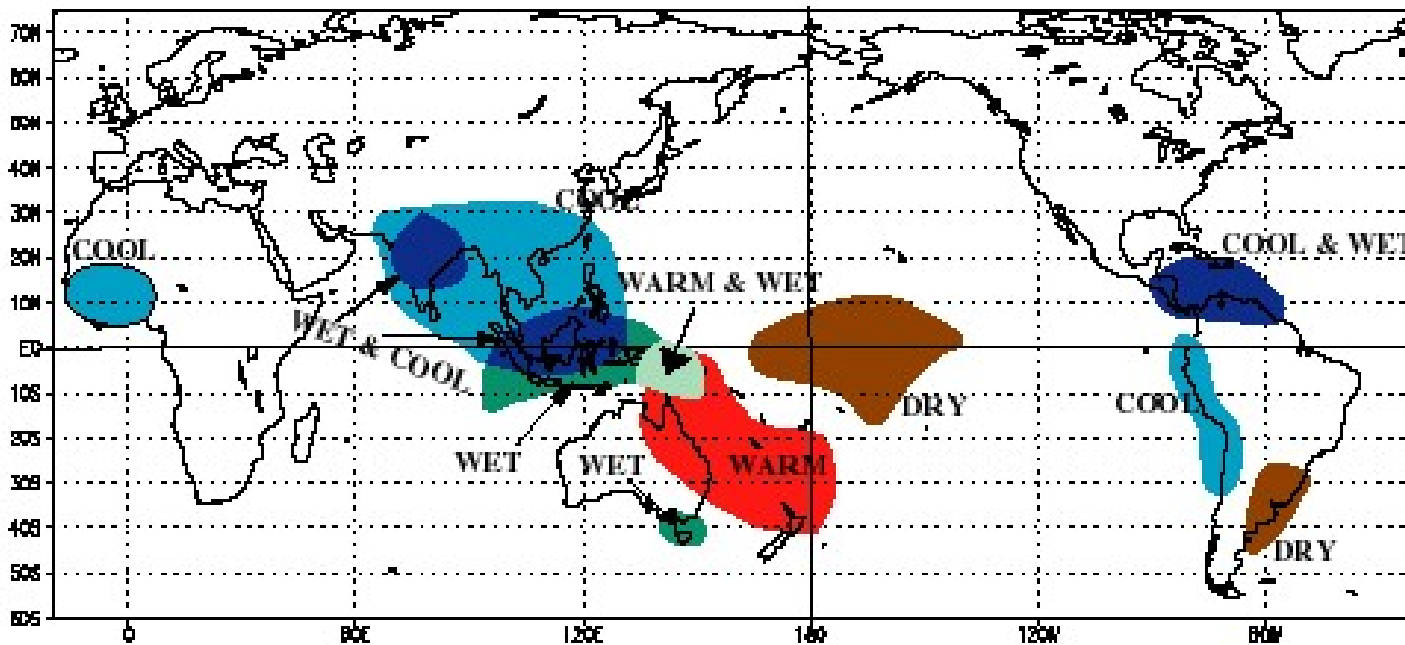 70N
60N
50N
40N
30N
20N
10N
EQ
10S
20S
30S
40S
50S
60S
COOL
COOL
COOL & WET
WARM & WET
WET & COOL
COOL
DRY
WET
WET
WARM
DRY
0 60E 120E 180 120W 60W